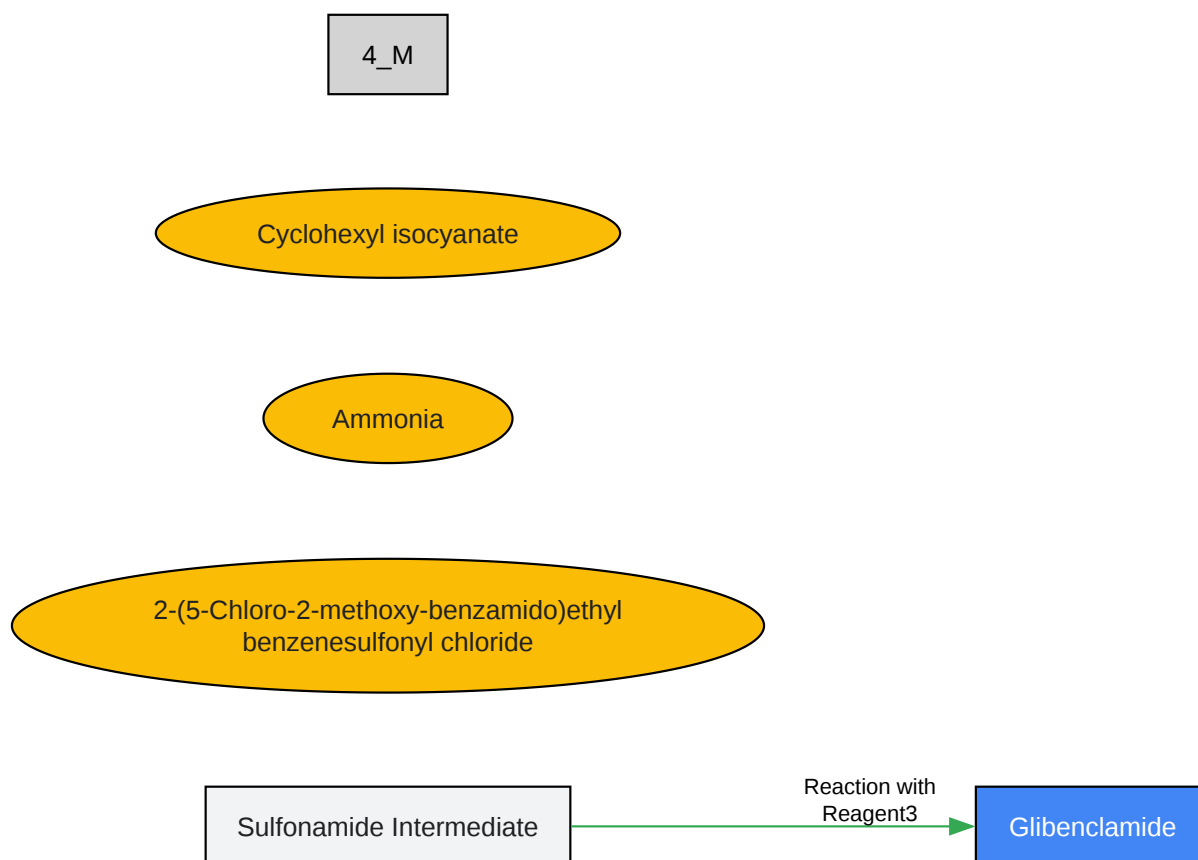 4_M
Cyclohexyl isocyanate
Ammonia
2-(5-Chloro-2-methoxy-benzamido)ethyl
benzenesulfonyl chloride
Sulfonamide Intermediate
Reaction with
Reagent3
Glibenclamide